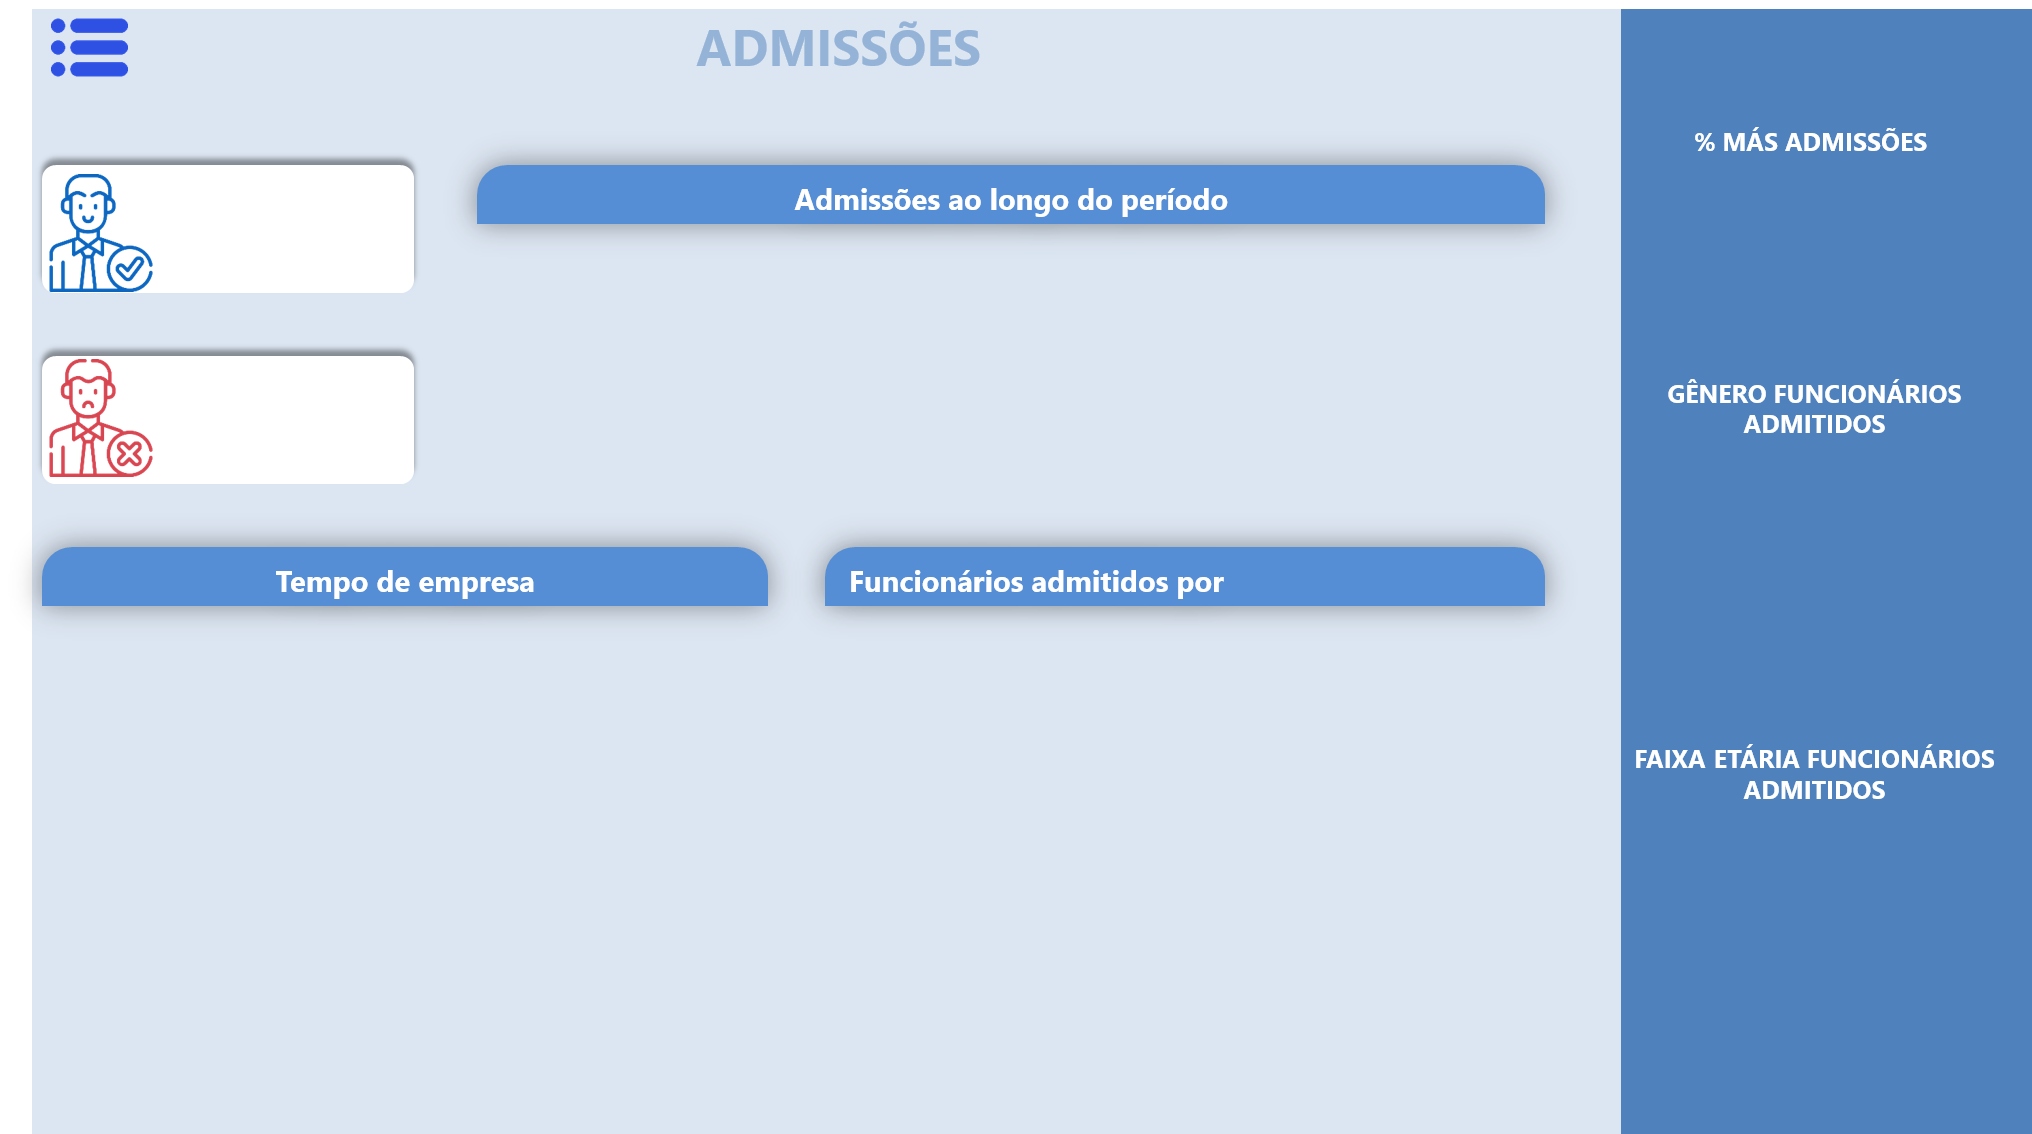 ADMISSÕES
% MÁS ADMISSÕES
Admissões ao longo do período
GÊNERO FUNCIONÁRIOS
ADMITIDOS
Tempo de empresa
Funcionários admitidos por
FAIXA ETÁRIA FUNCIONÁRIOS
ADMITIDOS